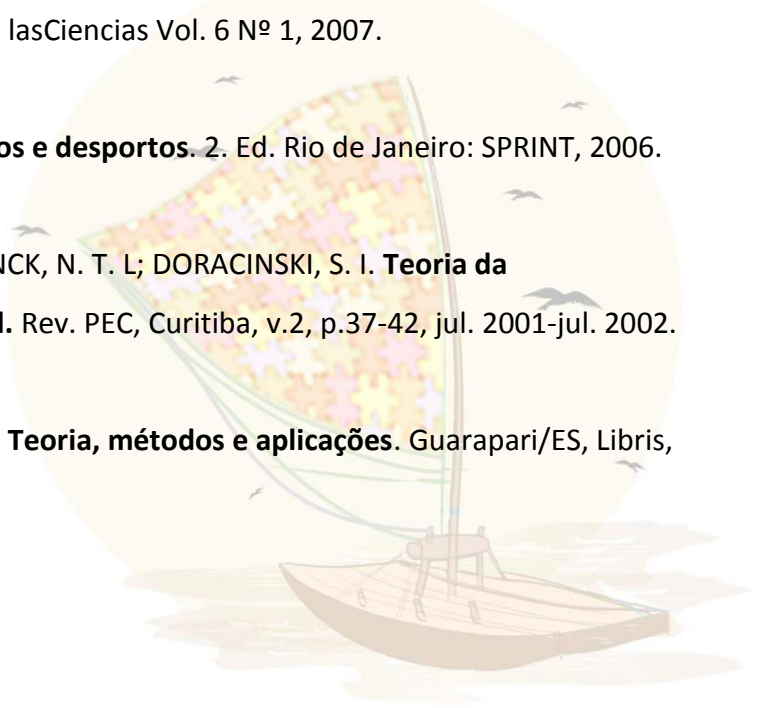 lasCiencias Vol. 6 Nº 1, 2007.
os e desportos. 2. Ed. Rio de Janeiro: SPRINT, 2006.
NCK, N. T. L; DORACINSKI, S. I. Teoria da
l. Rev. PEC, Curitiba, v.2, p.37-42, jul. 2001-jul. 2002.
Teoria, métodos e aplicações. Guarapari/ES, Libris,